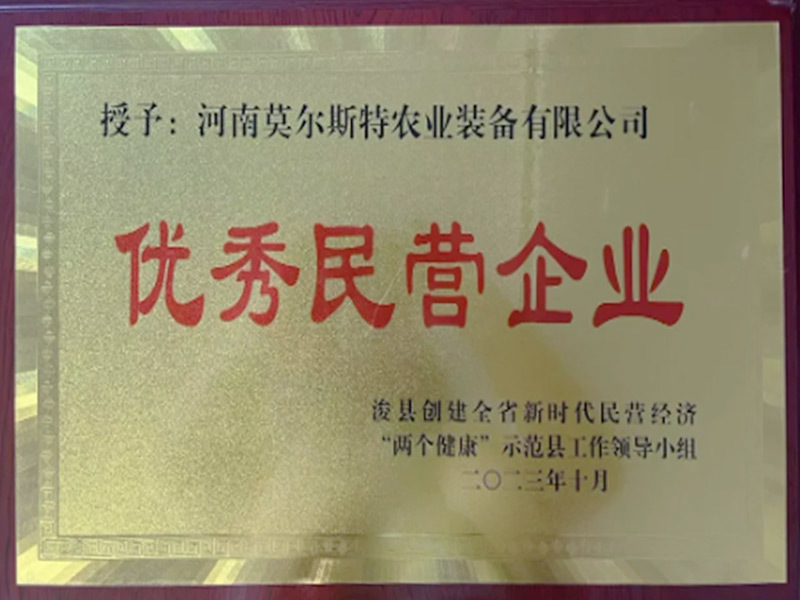 授予：河南莫尔斯特农业装备有限公司
优秀民营企业
浚县创建全省新时代民营经济
“两个健康”示范县工作领导小组
二〇二三年十月